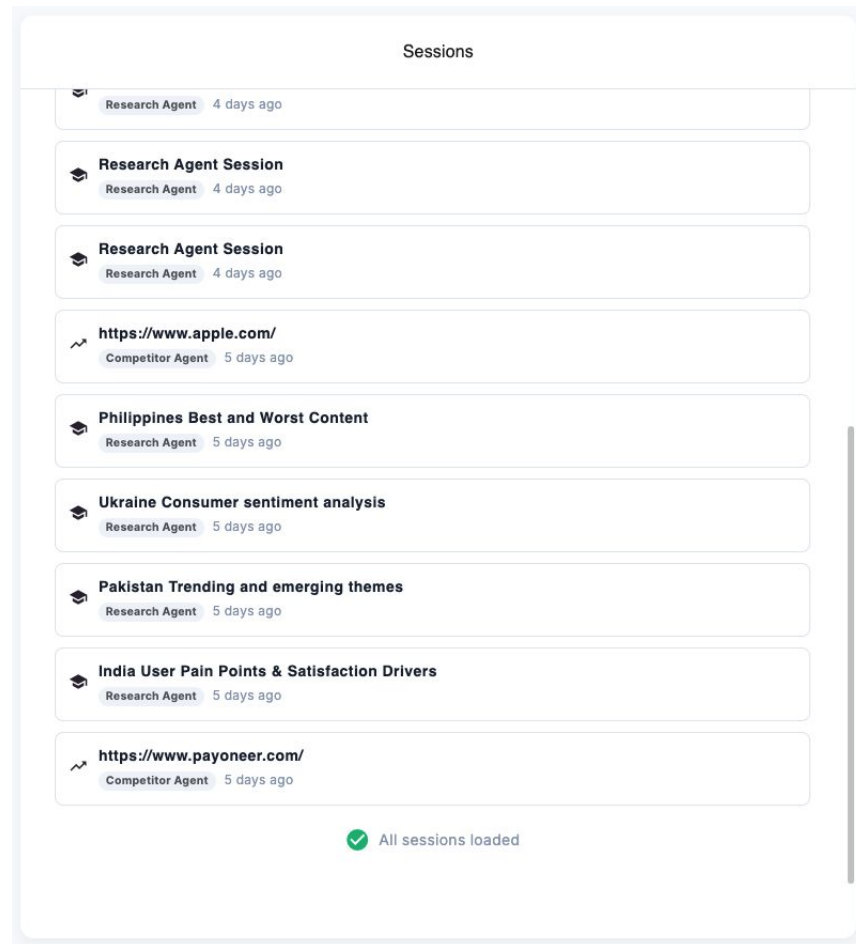 Sessions
Research Agent 4 days ago
Research Agent Session
Research Agent 4 days ago
Research Agent Session
Research Agent 4 days ago
https://www.apple.com/
Competitor Agent 5 days ago
Philippines Best and Worst Content
Research Agent 5 days ago
Ukraine Consumer sentiment analysis
Research Agent 5 days ago
Pakistan Trending and emerging themes
Research Agent 5 days ago
India User Pain Points & Satisfaction Drivers
Research Agent 5 days ago
https://www.payoneer.com/
Competitor Agent 5 days ago
All sessions loaded